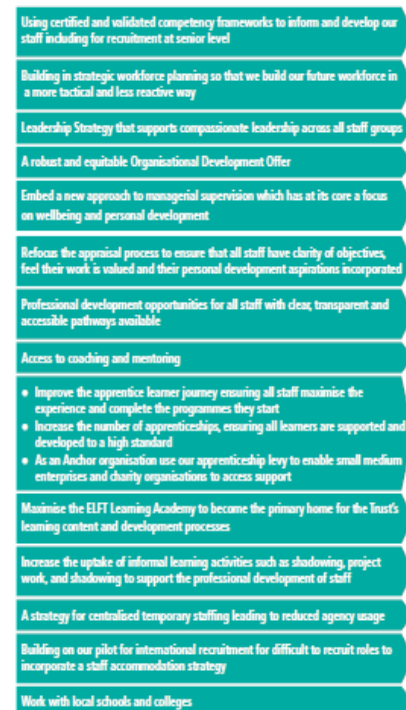 Using certified and validated competency frameworks to inform and develop our
staff including for recruitment at senior level
Building in strategic workforce planning so that we build our future workforce in
a more tactical and less reactive way
Leadership Strategy that supports compassionate leadership across all staff groups
A robust and equitable Organisational Development Offer
Embed a new approach to managerial supervision which has at its core a focus
on wellbeing and personal development
Refocus the appraisal process to ensure that all staff have clarity of objectives,
feel their work is valued and their personal development aspirations incorporated
Professional development opportunities for all staff with clear, transparent and
accessible pathways available
Access to coaching and mentoring
• Improve the apprentice learner journey ensuring all staff maximise the
experience and complete the programmes they start
• Increase the number of apprenticeships, ensuring all learners are supported and
developed to a high standard
• As an Anchor organisation use our apprenticeship levy to enable small medium
enterprises and charity organisations to access support
Maximise the ELFT Learning Academy to become the primary home for the Trust's
learning content and development processes
Increase the uptake of informal learning activities such as shadowing, project
work, and shadowing to support the professional development of staff
A strategy for centralised temporary staffing leading to reduced agency usage
Building on our pilot for international recruitment for difficult to recruit roles to
incorporate a staff accommodation strategy
Work with local schools and colleges